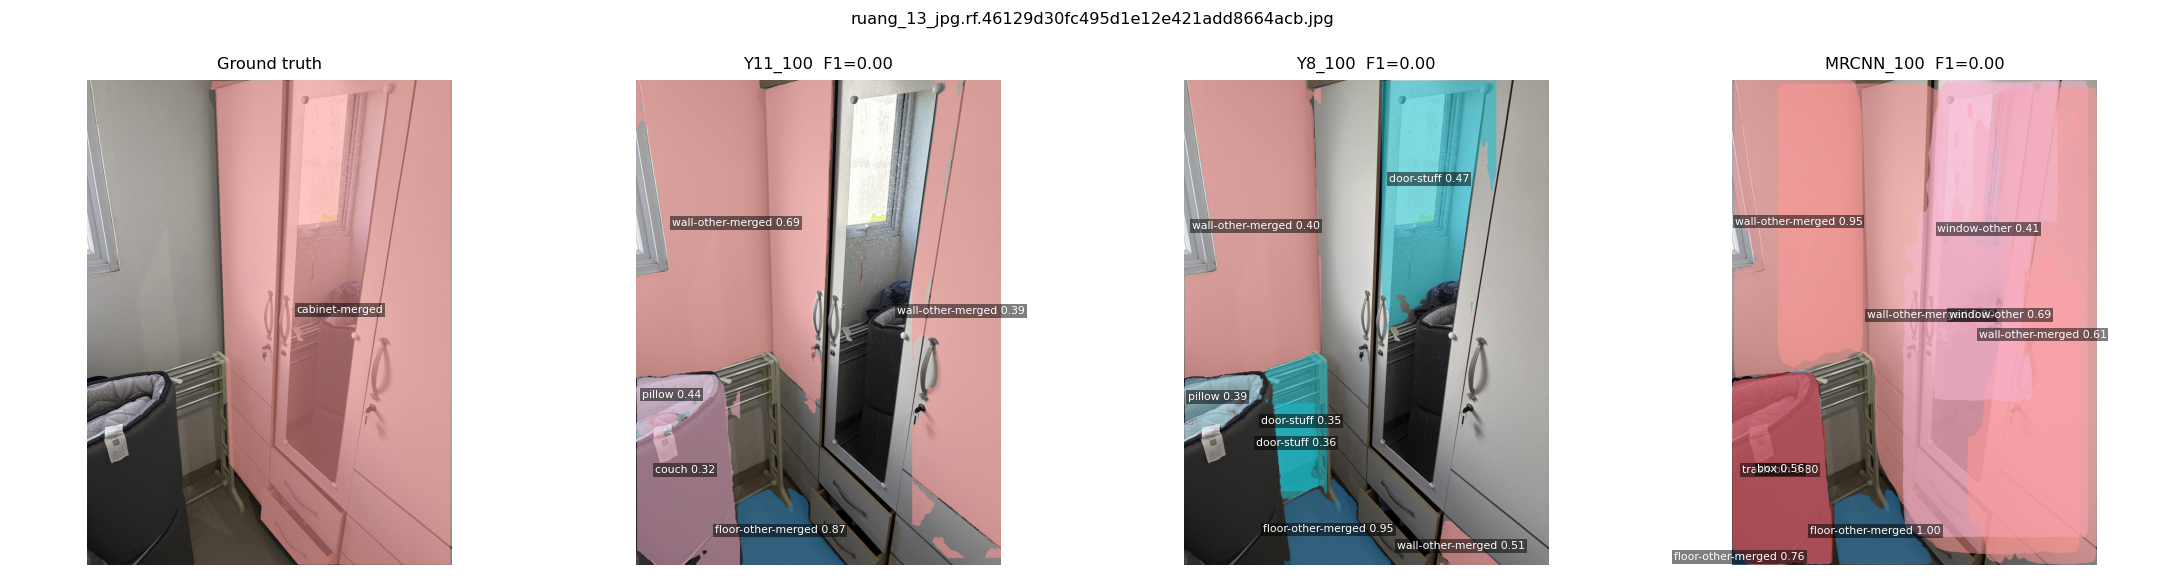 ruang_13_jpg.rf.46129d30fc495d1e12e421add8664acb.jpg
Ground truth
cabinet-merged
Y11_100 F1=0.00
wall-other-merged 0.69
wall-other-merged 0.39
pillow 0.44
couch 0.32
floor-other-merged 0.87
Y8_100 F1=0.00
door-stuff 0.47
wall-other-merged 0.40
pillow 0.39
door-stuff 0.35
door-stuff 0.36
floor-other-merged 0.95
wall-other-merged 0.51
MRCNN_100 F1=0.00
wall-other-merged 0.95
window-other 0.41
window-other 0.69
wall-other-merged 0.61
box 0.56
floor-other-merged 1.00
floor-other-merged 0.76